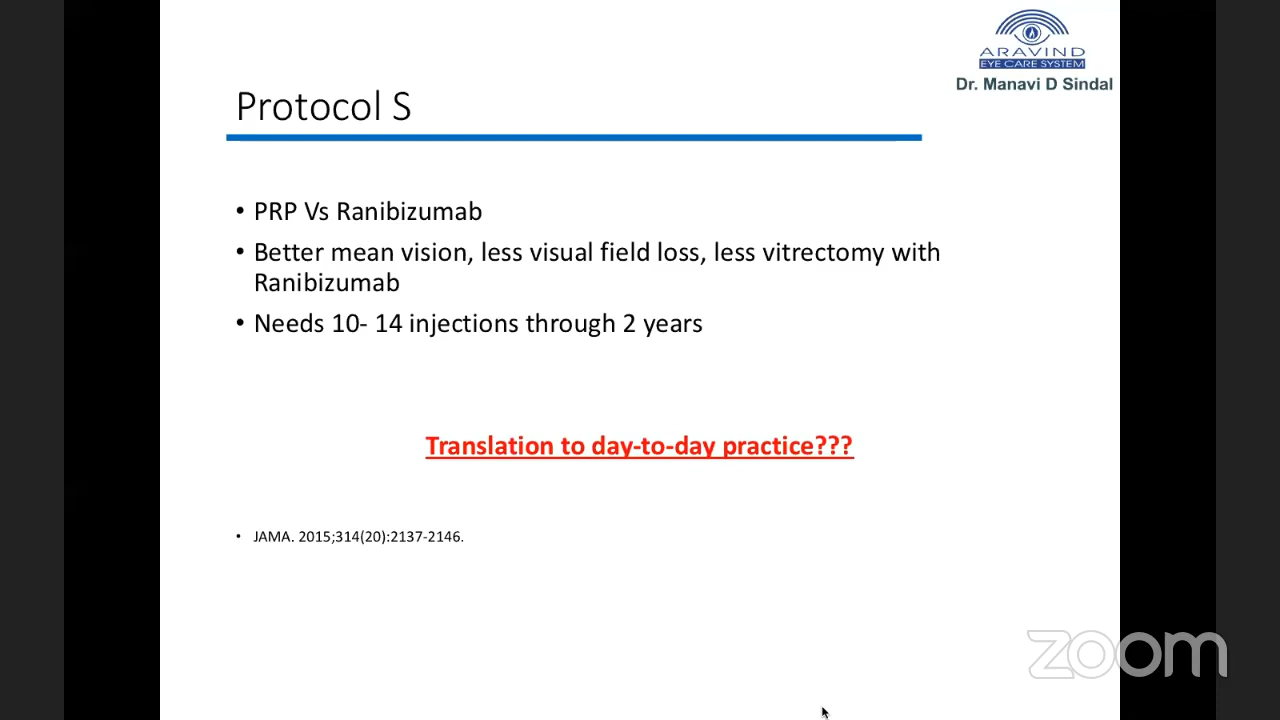 ARAVIND
EYE CARE SYSTEM
Dr. Manavi D Sindal
Protocol S
• PRP Vs Ranibizumab
• Better mean vision, less visual field loss, less vitrectomy with
Ranibizumab
• Needs 10- 14 injections through 2 years
Translation to day-to-day practice???
• JAMA. 2015;314(20):2137-2146.
zoom